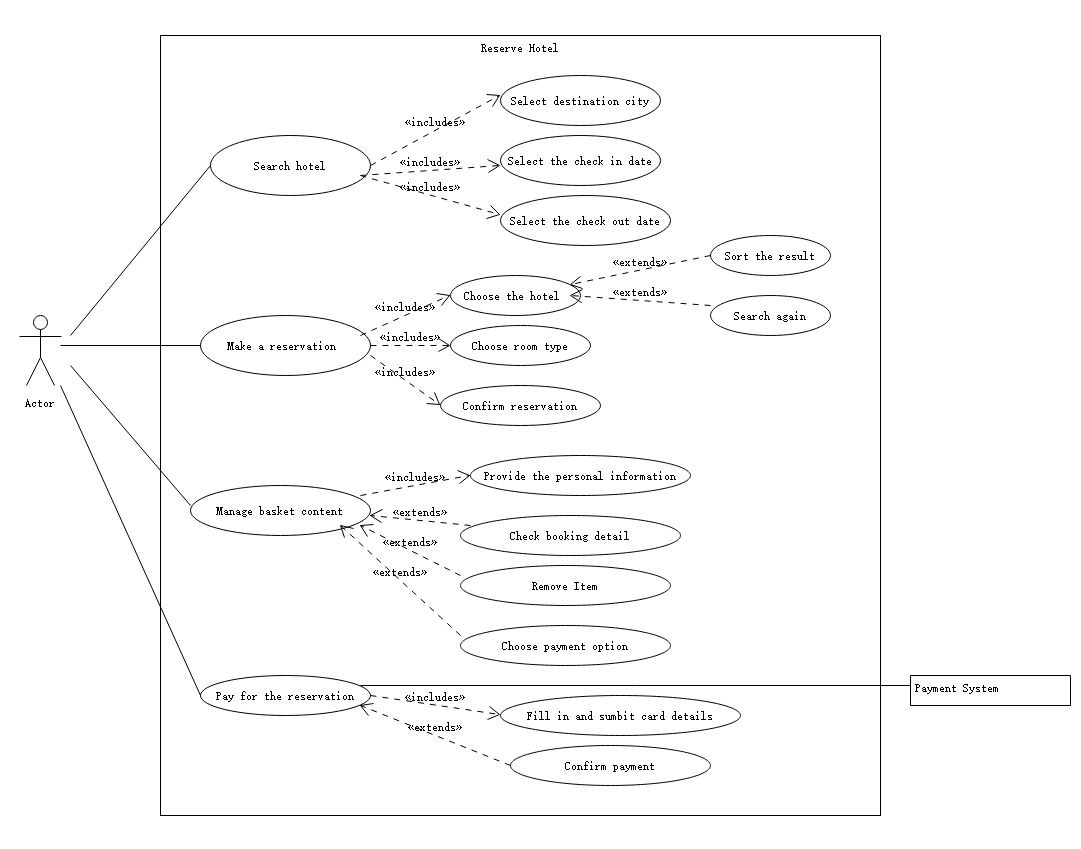 Reserve Hotel
Select destination city
«includes»
Search hotel
«includes»
Select the check in date
«includes»
Select the check out date
Sort the result
«extends»
Choose the hotel
«extends»
«includes»
Search again
Make a reservation
«includes»
Choose room type
«includes»
Confirm reservation
Actor
«includes»
Provide the personal information
Manage basket content
«extends»
Check booking detail
«extends»
«extends»
Remove Item
Choose payment option
Pay for the reservation
«includes»
Payment System
Fill in and sumbit card details
«extends»
Confirm payment